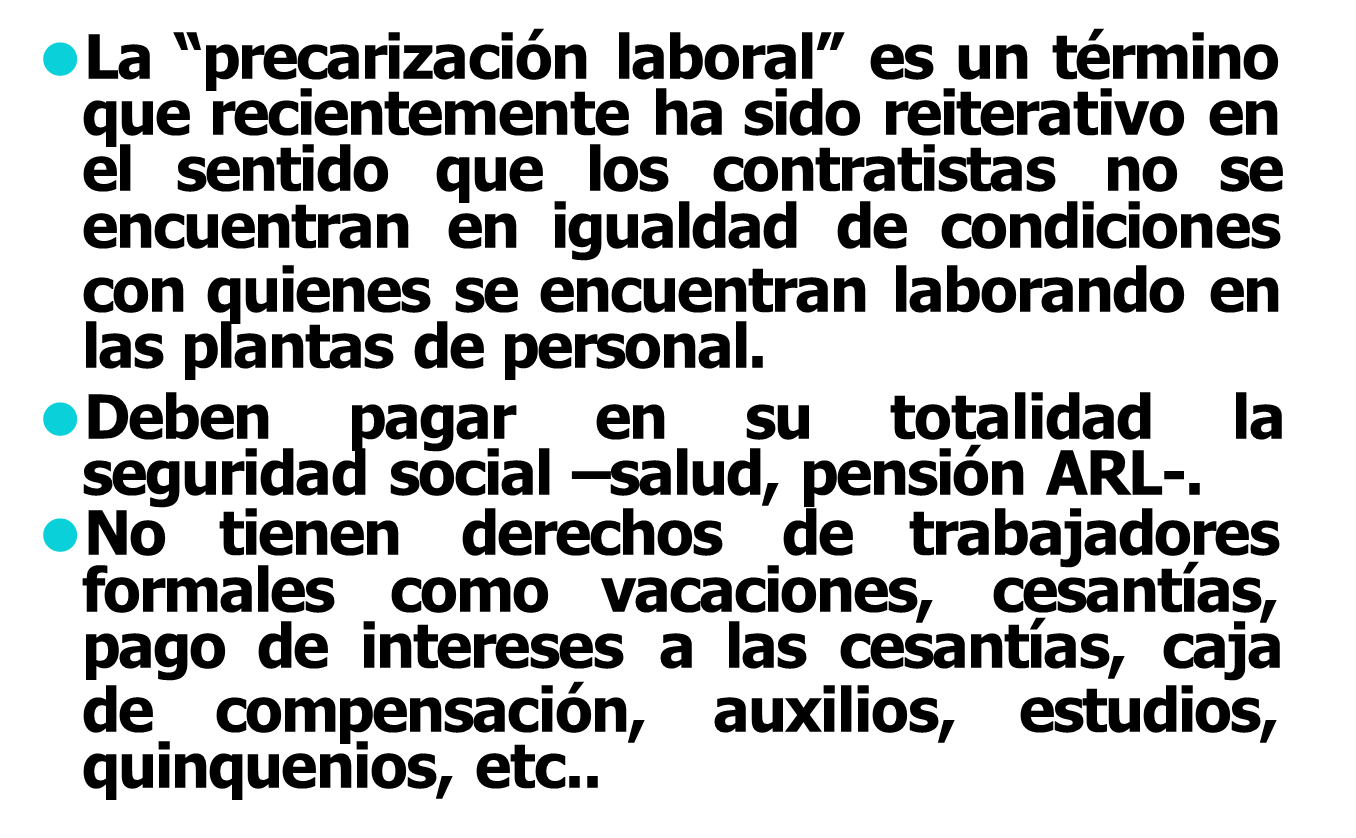 ●La “precarización laboral” es un término
que recientemente ha sido reiterativo en
el sentido que los contratistas no se
encuentran en igualdad de condiciones
con quienes se encuentran laborando en
las plantas de personal.
●Deben pagar en su totalidad la
seguridad social –salud, pensión ARL-.
●No tienen derechos de trabajadores
formales como vacaciones, cesantías,
pago de intereses a las cesantías, caja
de compensación, auxilios, estudios,
quinquenios, etc..